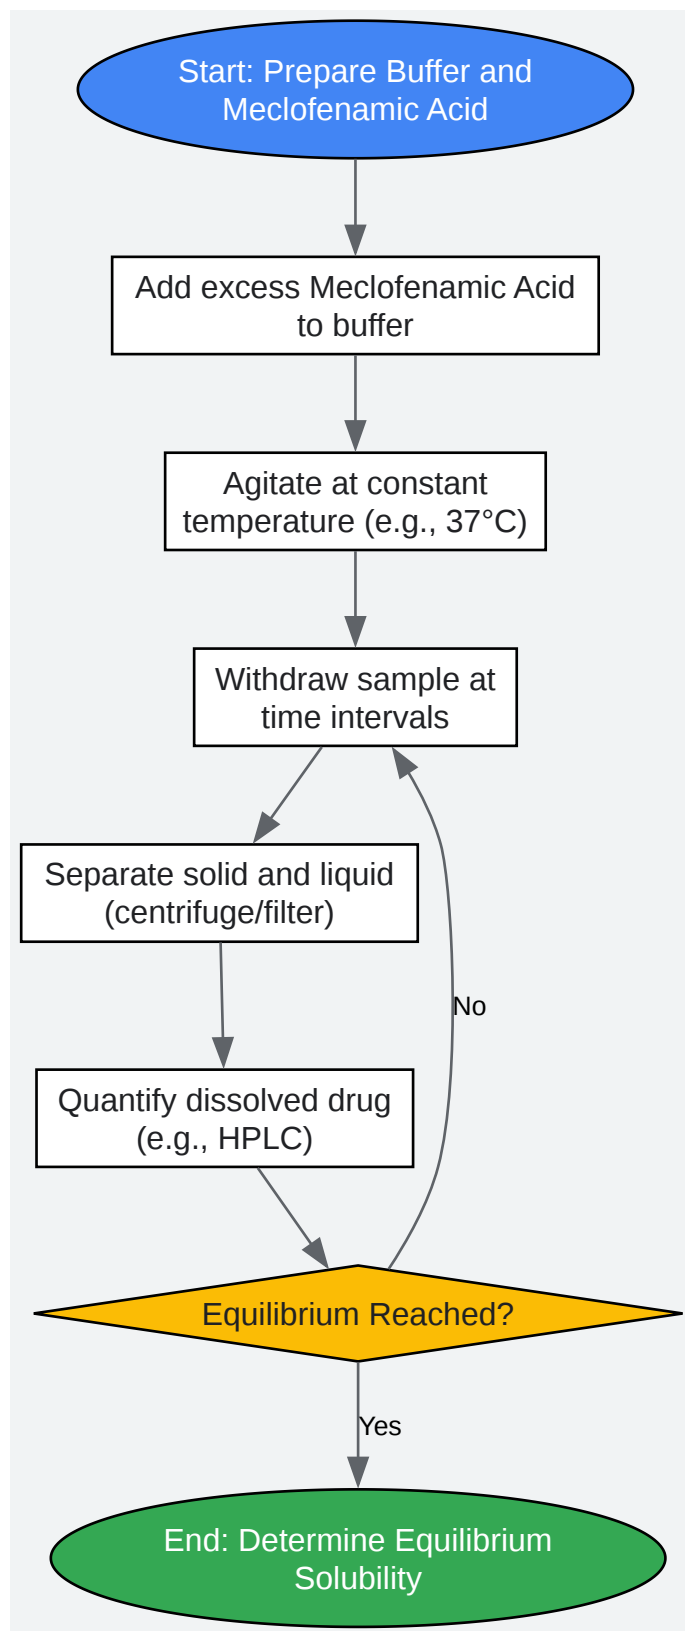 Start: Prepare Buffer and
Meclofenamic Acid
Add excess Meclofenamic Acid
to buffer
Agitate at constant
temperature (e.g., 37°C)
Withdraw sample at
time intervals
Separate solid and liquid
(centrifuge/filter)
No
Quantify dissolved drug
(e.g., HPLC)
Equilibrium Reached?
Yes
End: Determine Equilibrium
Solubility